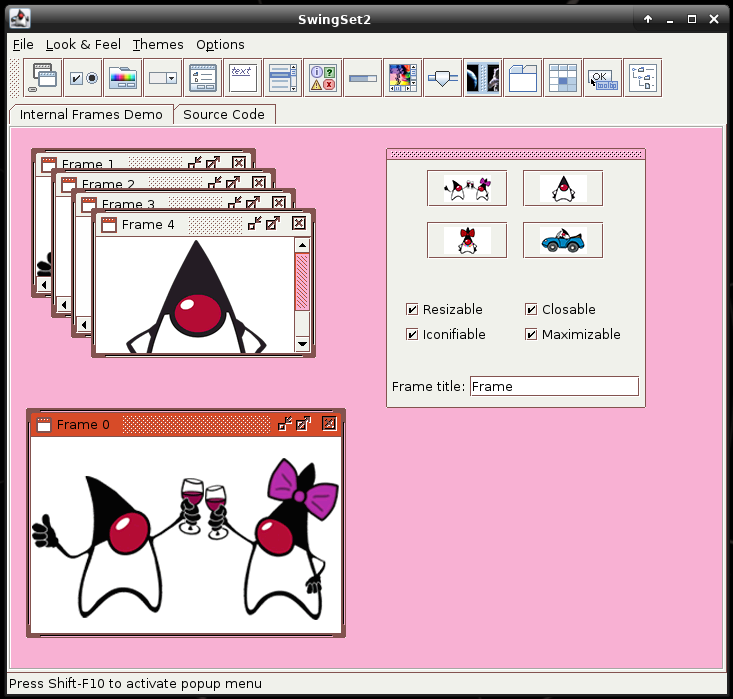 SwingSet2
File Look & Feel Themes Options
text
OK
Internal Frames Demo Source Code
Frame 1
Frame 2
Frame 3
Frame 4
Resizable Closable
Iconifiable Maximizable
Frame title: Frame
Frame 0
Press Shift-F10 to activate popup menu